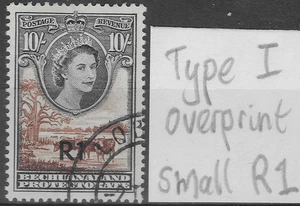 POSTAGE REVENUE
10/- 10/-
R1
BECHUANALAND
PROTECTORATE
Type I
overprint
small R1